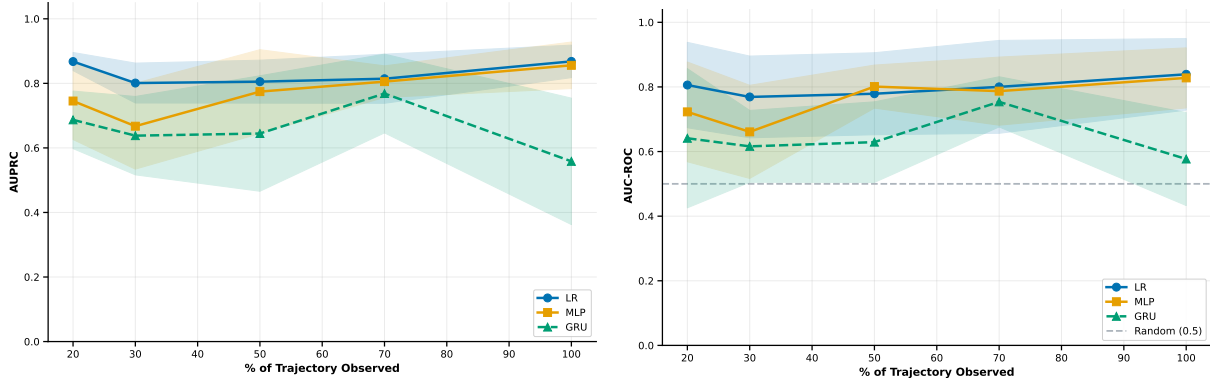 1.0
0.8
0.6
0.4
0.2
0.0
AUPRC
20 30 40 50 60 70 80 90 100
% of Trajectory Observed
LR
MLP
GRU
1.0
0.8
0.6
0.4
0.2
0.0
AUC-ROC
20 30 40 50 60 70 80 90 100
% of Trajectory Observed
LR
MLP
GRU
Random (0.5)